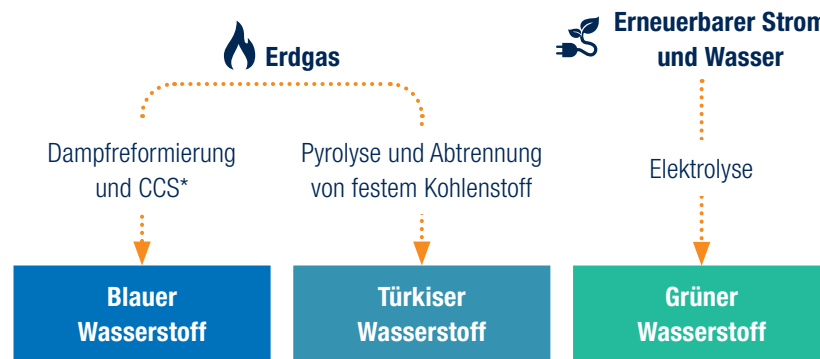 Erdgas
Erneuerbarer Strom
und Wasser
Dampfreformierung
und CCS*
Pyrolyse und Abtrennung
von festem Kohlenstoff
Elektrolyse
Blauer
Wasserstoff
Türkiser
Wasserstoff
Grüner
Wasserstoff